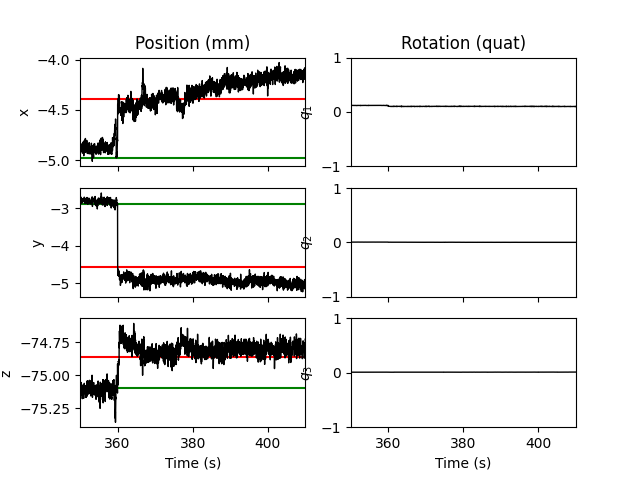 Position (mm)
Rotation (quat)
−4.0
−4.5
−5.0
x
1
0
−1
q₁
−3
−4
−5
y
1
0
−1
q₂
−74.75
−75.00
−75.25
z
360
380
400
Time (s)
1
0
−1
q₃
360
380
400
Time (s)